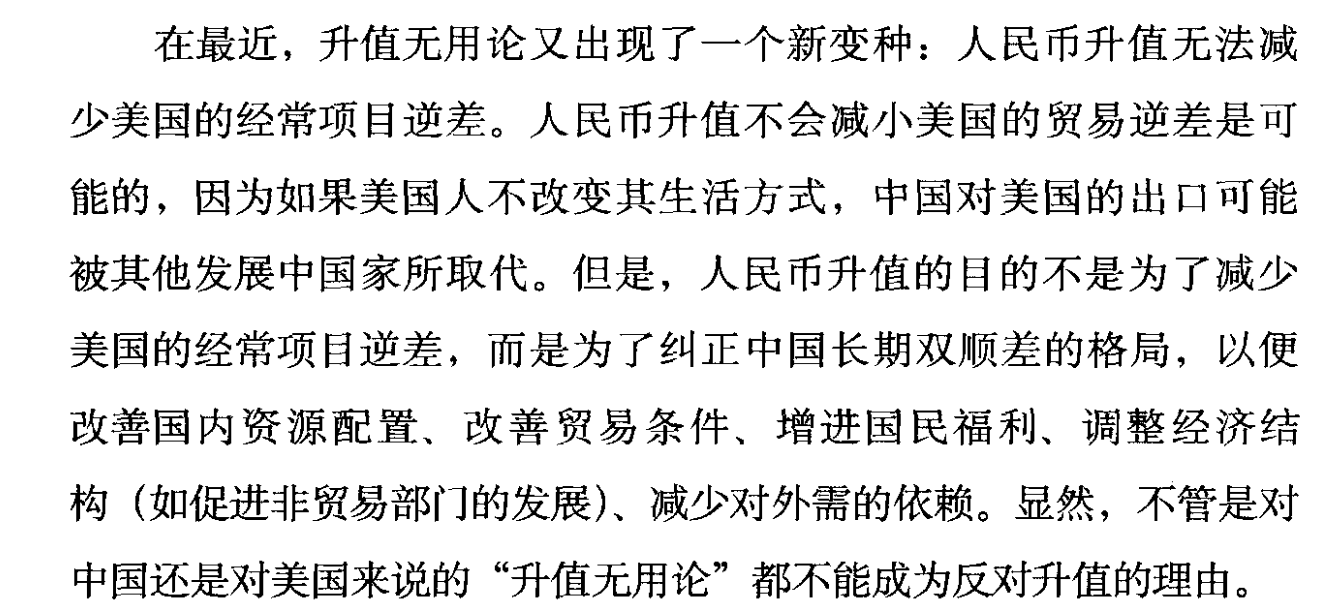 在最近，升值无用论又出现了一个新变种：人民币升值无法减
少美国的经常项目逆差。人民币升值不会减小美国的贸易逆差是可
能的，因为如果美国人不改变其生活方式，中国对美国的出口可能
被其他发展中国家所取代。但是，人民币升值的目的不是为了减少
美国的经常项目逆差，而是为了纠正中国长期双顺差的格局，以便
改善国内资源配置、改善贸易条件、增进国民福利、调整经济结
构（如促进非贸易部门的发展）、减少对外需的依赖。显然，不管是对
中国还是对美国来说的“升值无用论”都不能成为反对升值的理由。